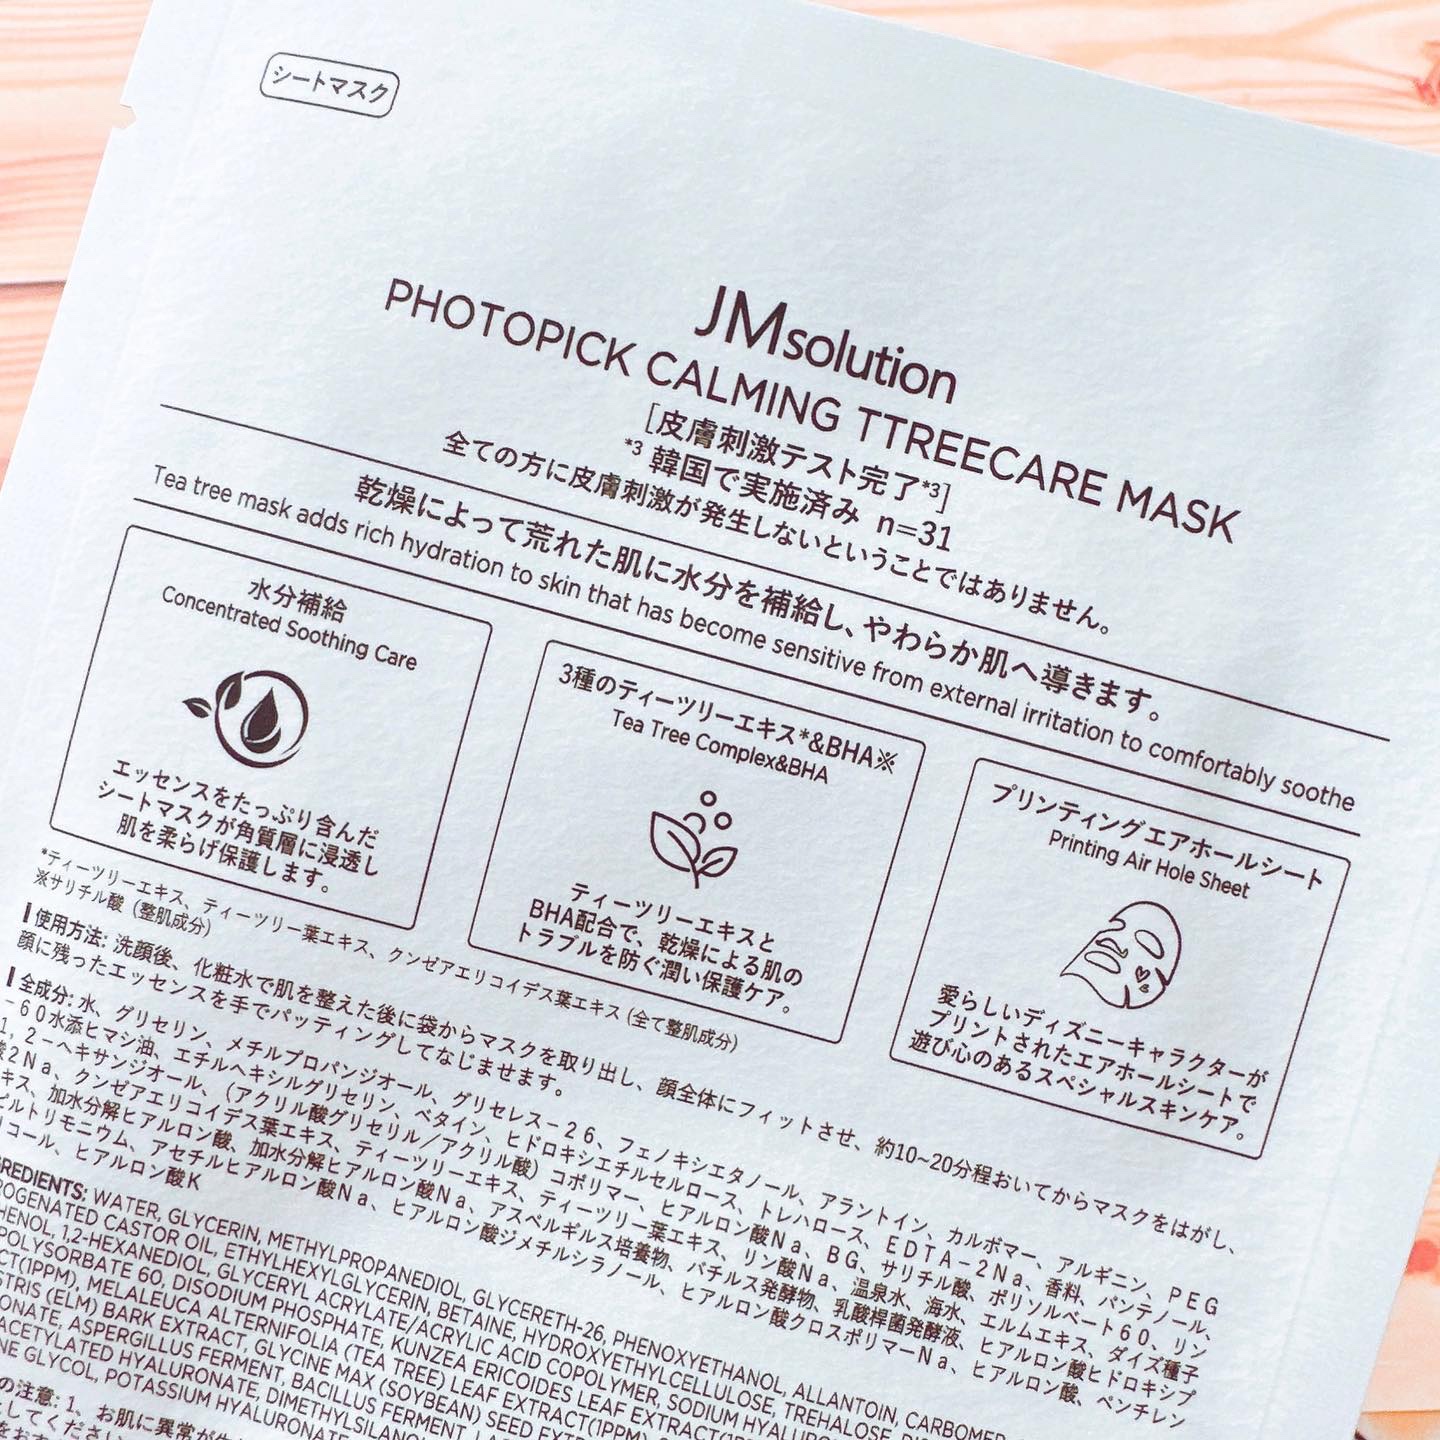 シートマスク
JMsolution
PHOTOPICK CALMING TTREECARE MASK
[皮膚刺激テスト完了*3]
*3 韓国で実施済み n=31
全ての方に皮膚刺激が発生しないということではありません。
乾燥によって荒れた肌に水分を補給し、やわらか肌へ導きます。
Tea tree mask adds rich hydration to skin that has become sensitive from external irritation to comfortably soothe
水分補給
Concentrated Soothing Care
エッセンスをたっぷり含んだ
シートマスクが角質層に浸透し
肌を柔らげ保護します。
3種のティーツリーエキス*&BHA※
Tea Tree Complex&BHA
ティーツリーエキスと
BHA配合で、乾燥による肌の
トラブルを防ぐ潤い保護ケア。
プリンティングエアホールシート
Printing Air Hole Sheet
愛らしいディズニーキャラクターが
プリントされたエアホールシートで
遊び心のあるスペシャルスキンケア。
*ティーツリーエキス、ティーツリー葉エキス、クンゼアエリコイデス葉エキス (全て整肌成分)
※サリチル酸 (整肌成分)
使用方法: 洗顔後、化粧水で肌を整えた後に袋からマスクを取り出し、顔全体にフィットさせ、約10~20分程おいてからマスクをはがし、
顔に残ったエッセンスを手でパッティングしてなじませます。
全成分: 水、グリセリン、メチルプロパンジオール、グリセレス－２６、フェノキシエタノール、アラントイン、カルボマー、アルギニン、ＰＥＧ
－６０水添ヒマシ油、エチルヘキシルグリセリン、ベタイン、ヒドロキシエチルセルロース、トレハロース、ＥＤＴＡ－２Ｎａ、香料、パンテノール、
１，２－ヘキサンジオール、（アクリル酸グリセリル／アクリル酸）コポリマー、ヒアルロン酸Ｎａ、ＢＧ、サリチル酸、ポリソルベート６０、リン
酸２Ｎａ、クンゼアエリコイデス葉エキス、ティーツリーエキス、ティーツリー葉エキス、リン酸Ｎａ、温泉水、海水、エルムエキス、ダイズ種子
キス、加水分解ヒアルロン酸、加水分解ヒアルロン酸Ｎａ、アスペルギルス培養物、バチルス発酵物、乳酸桿菌発酵液、ヒアルロン酸ヒドロキシプ
ピルトリモニウム、アセチルヒアルロン酸Ｎａ、ヒアルロン酸ジメチルシラノール、ヒアルロン酸クロスポリマーＮａ、ヒアルロン酸、ペンチレン
コール、ヒアルロン酸Ｋ
REDIENTS: WATER, GLYCERIN, METHYLPROPANEDIOL, GLYCERETH-26, PHENOXYETHANOL, ALLANTOIN, CARBOMER
ROGENATED CASTOR OIL, ETHYLHEXYLGLYCERIN, BETAINE, HYDROXYETHYLCELLULOSE, TREHALOSE,
HENOL, 1,2-HEXANEDIOL, GLYCERYL ACRYLATE/ACRYLIC ACID COPOLYMER, SODIUM
POLYSORBATE 60, DISODIUM PHOSPHATE, KUNZEA ERICOIDES LEAF EXTRACT
CT(1PPM), MELALEUCA ALTERNIFOLIA (TEA TREE) LEAF EXTRACT(1PPM),
STRIS (ELM) BARK EXTRACT, GLYCINE MAX (SOYBEAN) SEED
ONATE, ASPERGILLUS FERMENT, BACILLUS FERMENT,
ACETYLATED HYALURONATE, DIMETHYLSILANOL
NE GLYCOL, POTASSIUM HYALURONATE
の注意: 1、お肌に異常が
してください